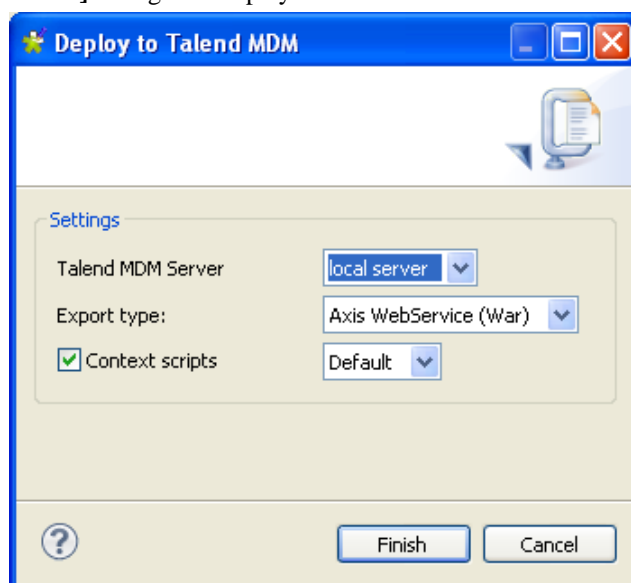 Deploy to Talend MDM
Settings
Talend MDM Server local server
Export type: Axis WebService (War)
Context scripts Default
?
Finish Cancel